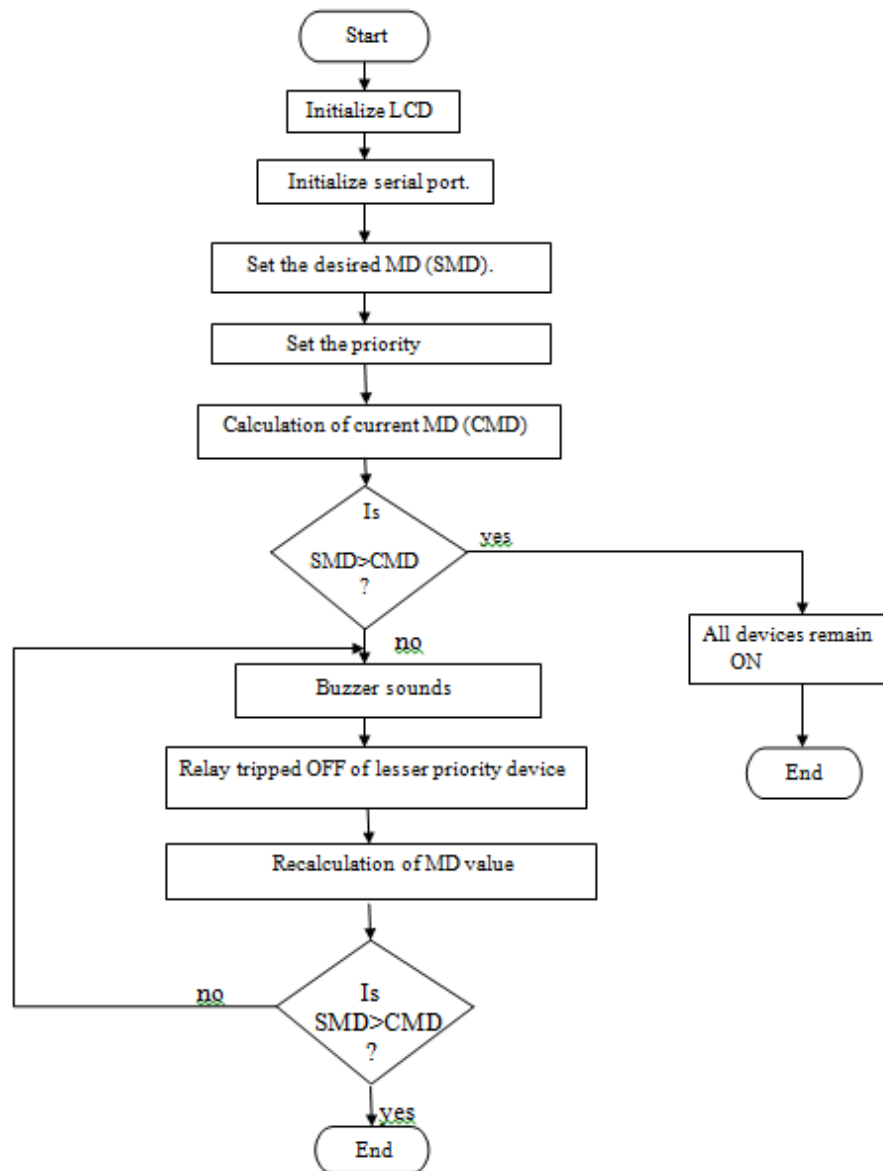 Start
Initialize LCD
Initialize serial port.
Set the desired MD (SMD).
Set the priority
Calculation of current MD (CMD)
Is
SMD>CMD
?
yes
no
All devices remain
ON
End
Buzzer sounds
Relay tripped OFF of lesser priority device
Recalculation of MD value
Is
SMD>CMD
?
no
yes
End